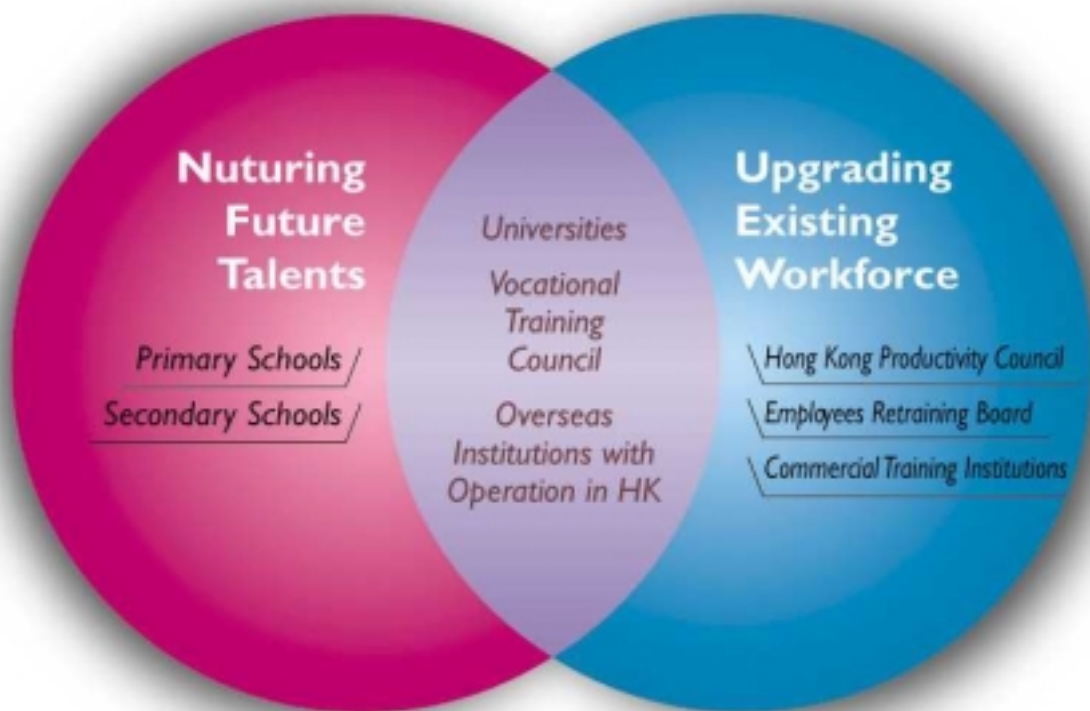 Nuturing
Future
Talents
Primary Schools
Secondary Schools
Universities
Vocational
Training
Council
Overseas
Institutions with
Operation in HK
Upgrading
Existing
Workforce
Hong Kong Productivity Council
Employees Retraining Board
Commercial Training Institutions